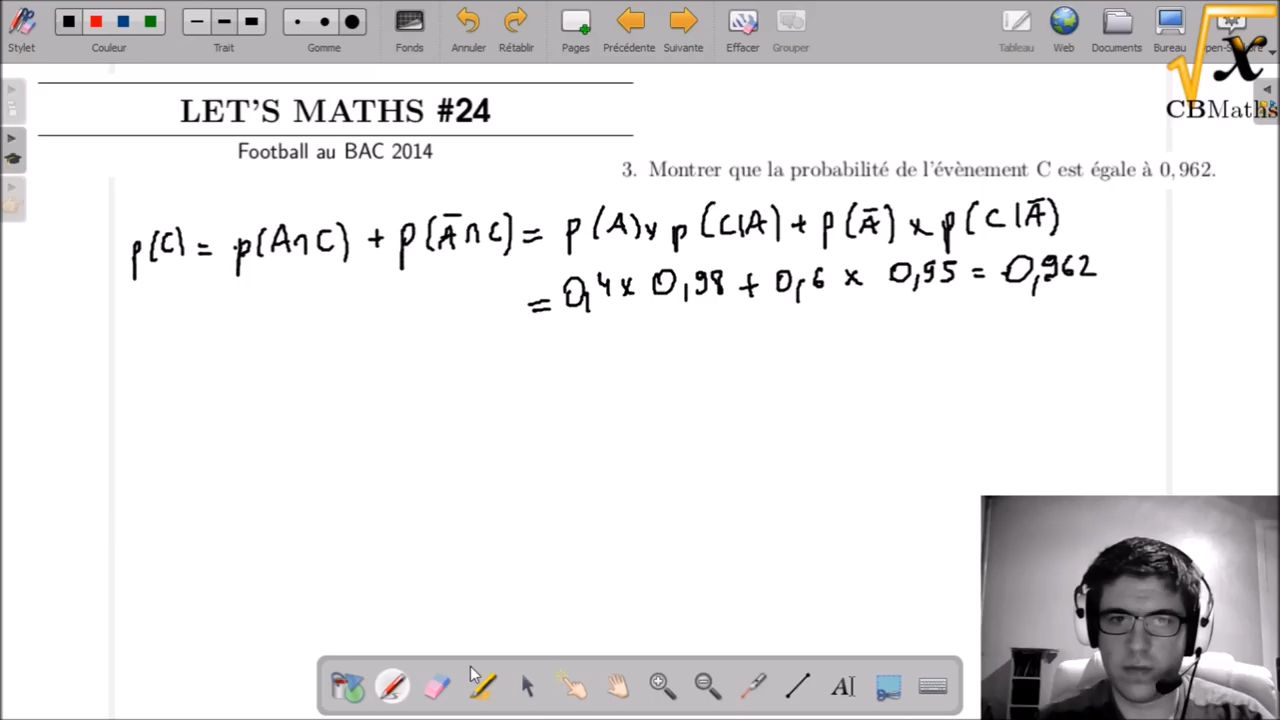 Stylet Couleur Trait Gomme Fonds Annuler Rétablir Pages Précédente Suivante Effacer Grouper Tableau Web Documents Bureau
CBMaths
LET'S MATHS #24
Football au BAC 2014
3. Montrer que la probabilité de l'évènement C est égale à 0,962.
p(C) = p(A∩C) + p(Ā∩C) = p(A)× p(C|A) + p(Ā) × p(C|Ā)
= 0,4 × 0,98 + 0,6 × 0,95 = 0,962